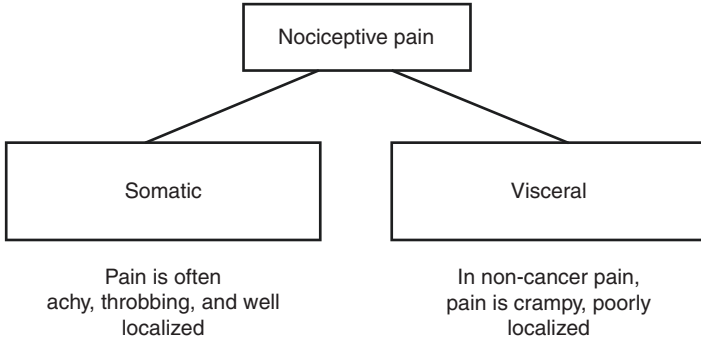 Nociceptive pain
Somatic
Visceral
Pain is often
achy, throbbing, and well
localized
In non-cancer pain,
pain is crampy, poorly
localized